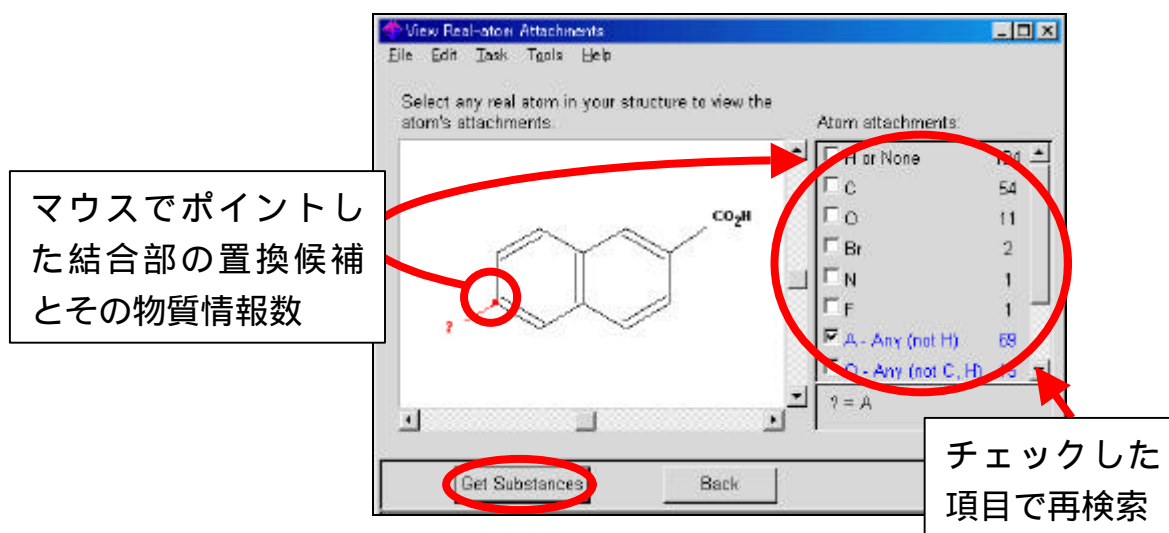 View Real-atom Attachments
File Edit Task Tools Help
Select any real atom in your structure to view the
atom's attachments.
Atom attachments:
H or None
C 54
O 11
Br 2
N 1
F 1
A - Any (not H) 69
Q - Any (not C, H) 15
? = A
CO2H
?
マウスでポイントし
た結合部の置換候補
とその物質情報数
チェックした
項目で再検索
Get Substances
Back